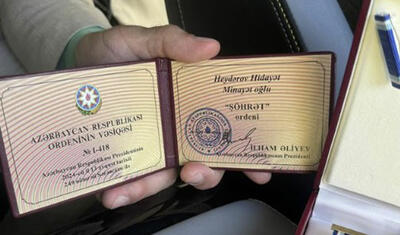 AZƏRBAYCAN RESPUBLİKASI
ORDENİNİN VƏSİQƏSİ
№ I-418
Azərbaycan Respublikası Prezidentinin
Heydərov Hidayət
Minayət oğlu
"ŞÖHRƏT"
ordeni
İLHAM ƏLİYEV
Azərbaycan Respublikasının Prezidenti